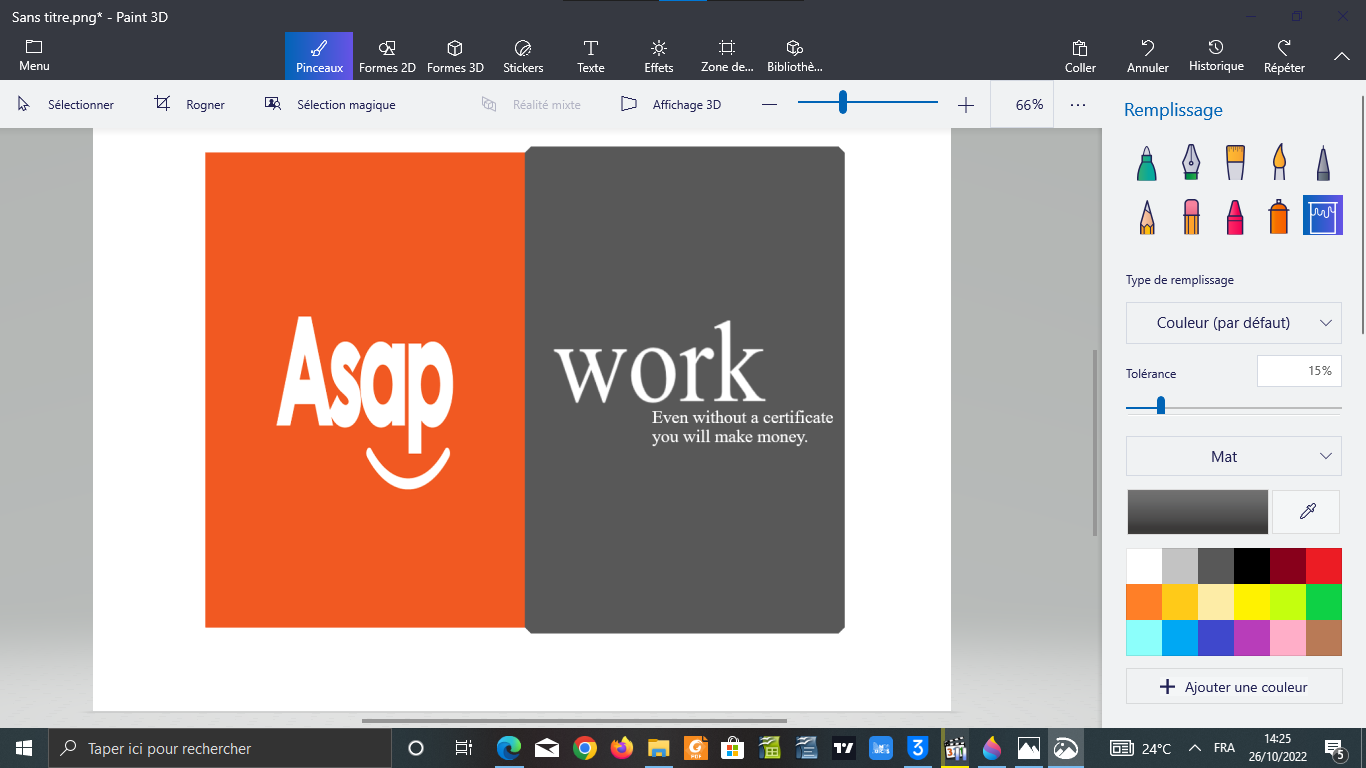 Sans titre.png* - Paint 3D
Menu
Pinceaux
Formes 2D
Formes 3D
Stickers
Texte
Effets
Zone de...
Bibliothè...
Coller
Annuler
Historique
Répéter
Sélectionner
Rogner
Sélection magique
Réalité mixte
Affichage 3D
66%
Remplissage
Type de remplissage
Couleur (par défaut)
Tolérance
15%
Mat
Ajouter une couleur
Asap
work
Even without a certificate
you will make money.
Taper ici pour rechercher
24°C
FRA
14:25
26/10/2022
5